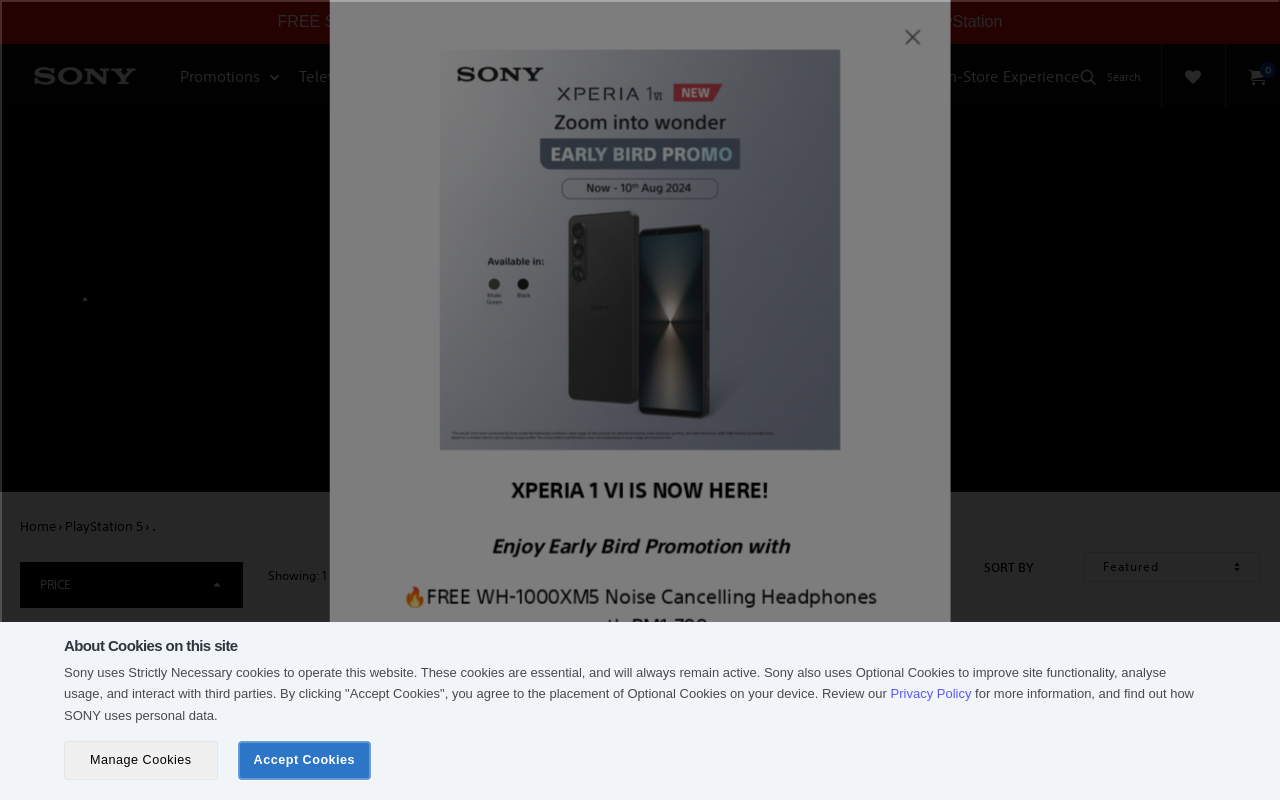 FREE S
Station
SONY
Promotions
Telev
n-Store Experience
Search
0
SONY
XPERIA 1 VI NEW
Zoom into wonder
EARLY BIRD PROMO
Now - 10th Aug 2024
Available in:
Khaki Green
Black
XPERIA 1 VI IS NOW HERE!
Enjoy Early Bird Promotion with
🔥FREE WH-1000XM5 Noise Cancelling Headphones
Home › PlayStation 5 › .
PRICE
Showing: 1
SORT BY
Featured
About Cookies on this site
Sony uses Strictly Necessary cookies to operate this website. These cookies are essential, and will always remain active. Sony also uses Optional Cookies to improve site functionality, analyse
usage, and interact with third parties. By clicking "Accept Cookies", you agree to the placement of Optional Cookies on your device. Review our Privacy Policy for more information, and find out how
SONY uses personal data.
Manage Cookies
Accept Cookies